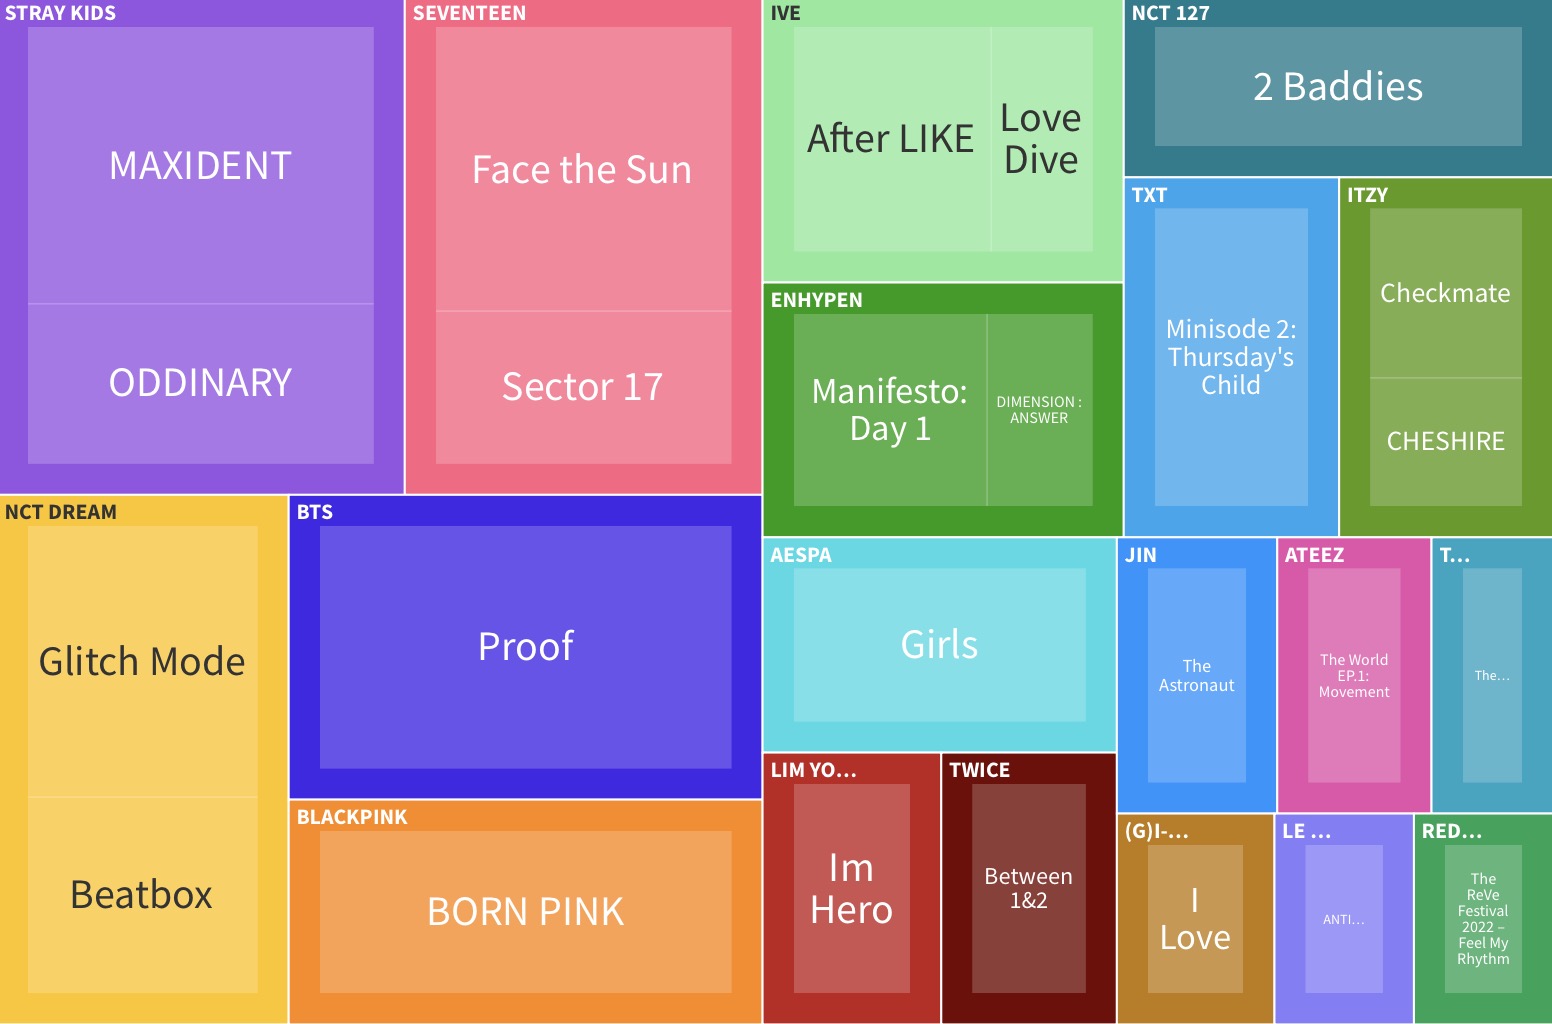 STRAY KIDS
MAXIDENT
ODDINARY
SEVENTEEN
Face the Sun
Sector 17
IVE
After LIKE
Love
Dive
NCT 127
2 Baddies
TXT
Minisode 2:
Thursday's
Child
ITZY
Checkmate
CHESHIRE
ENHYPEN
Manifesto:
Day 1
DIMENSION :
ANSWER
NCT DREAM
Glitch Mode
Beatbox
BTS
Proof
BLACKPINK
BORN PINK
AESPA
Girls
LIM YO...
Im
Hero
TWICE
Between
1&2
JIN
The
Astronaut
ATEEZ
The World
EP.1:
Movement
T...
The...
(G)I-...
I
Love
LE ...
ANTI...
RED...
The
ReVe
Festival
2022 –
Feel My
Rhythm